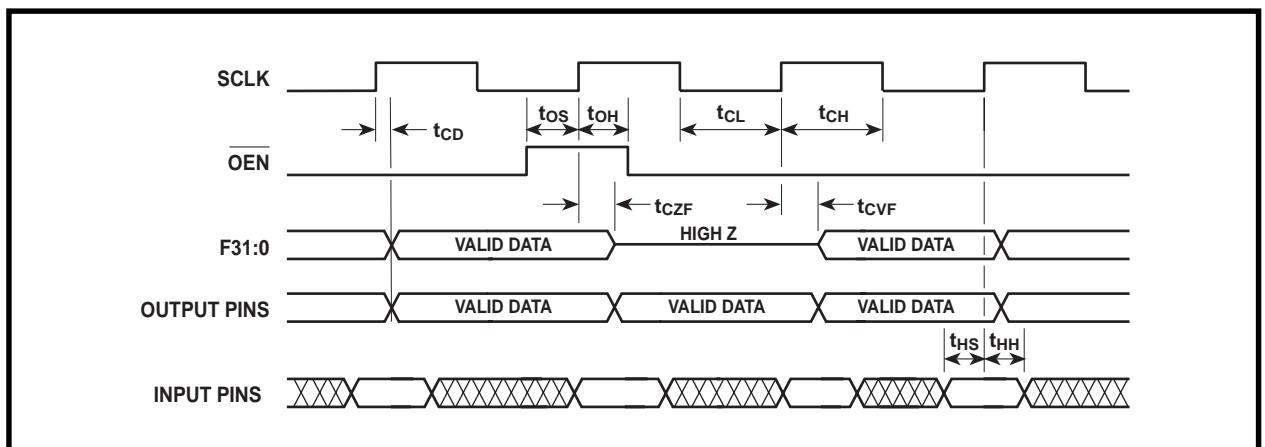 SCLK
tOS tOH tCL tCH
tCD
OEN
tCZF tCVF
F31:0 VALID DATA HIGH Z VALID DATA
OUTPUT PINS VALID DATA VALID DATA VALID DATA
tHS tHH
INPUT PINS